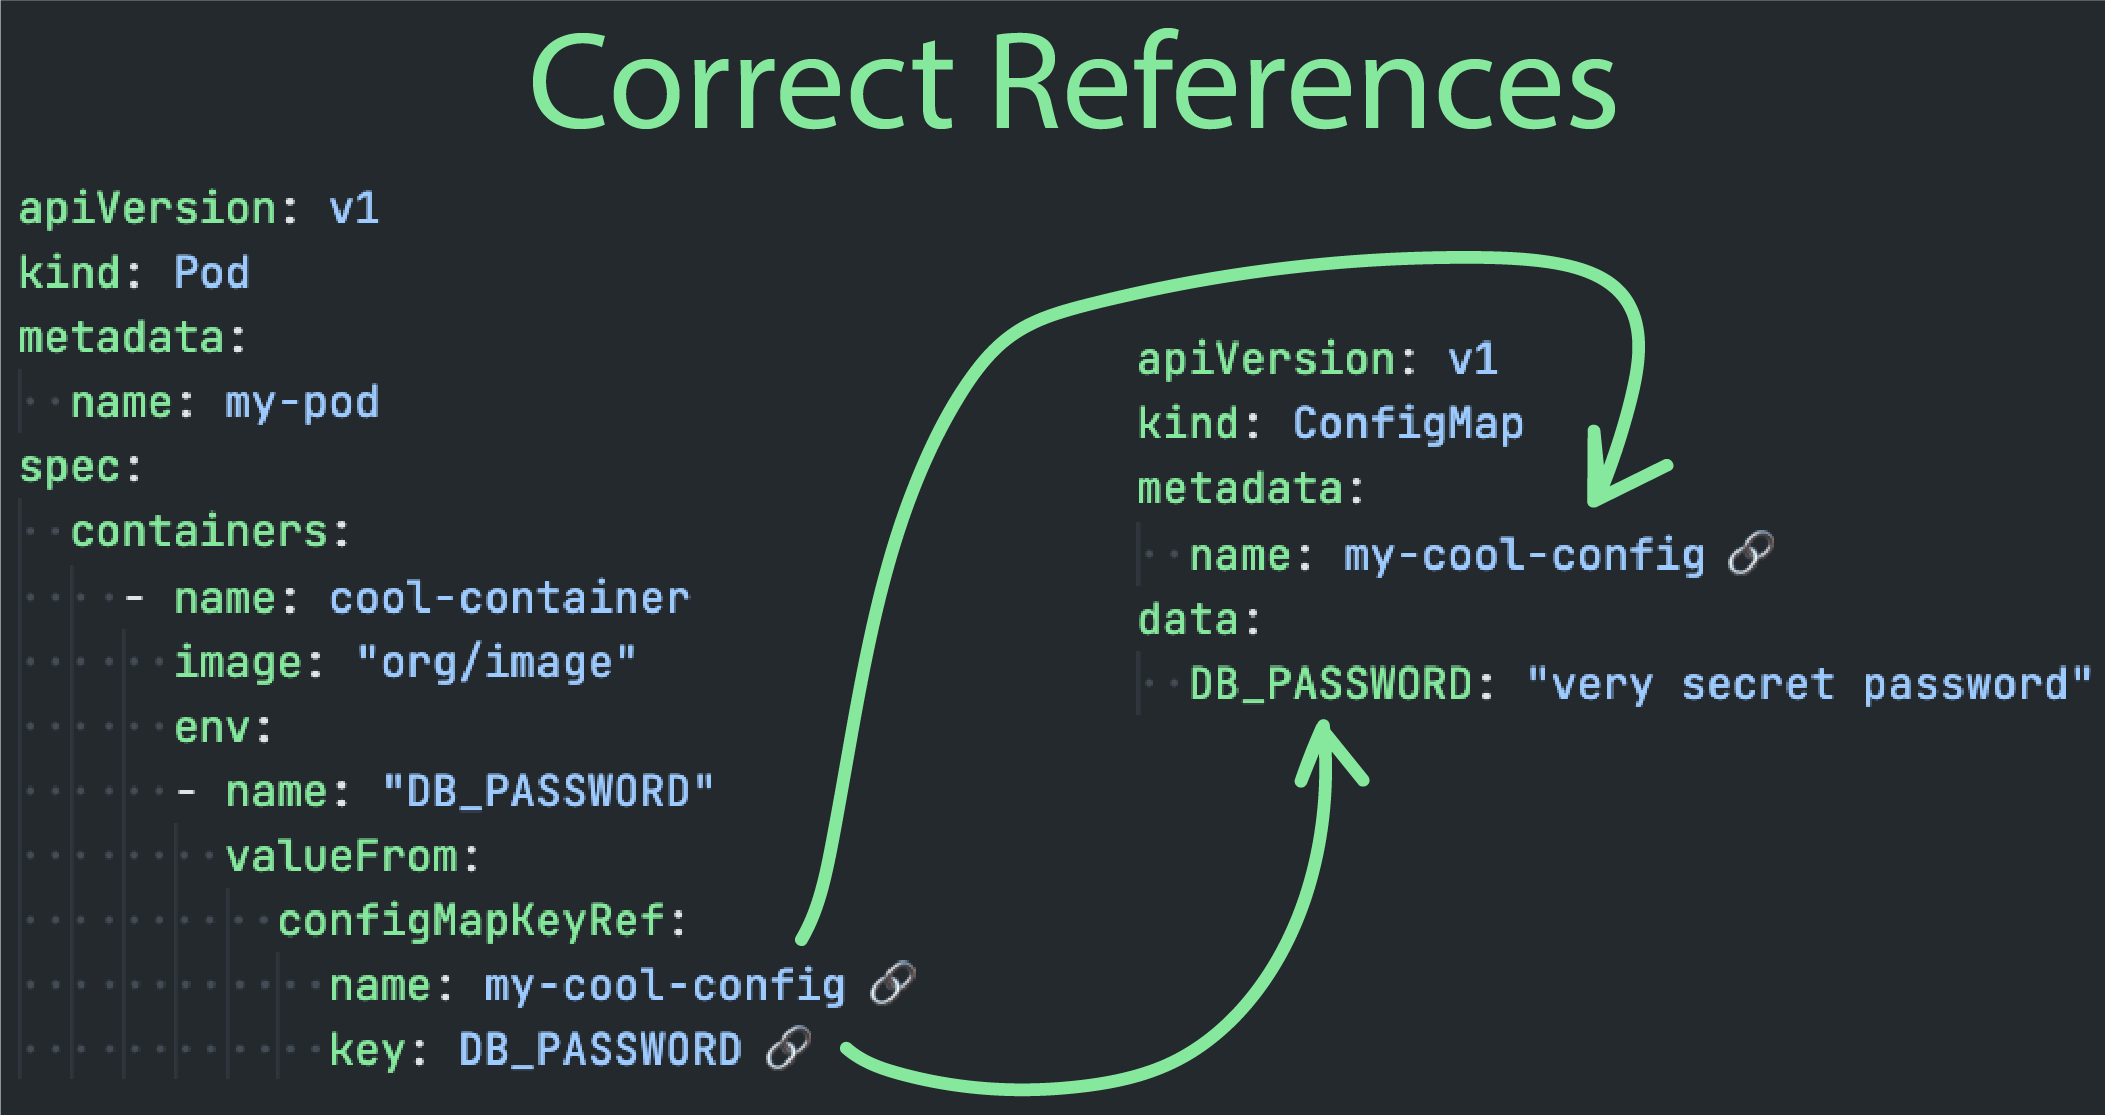 Correct References
apiVersion: v1
kind: Pod
metadata:
  name: my-pod
spec:
  containers:
    - name: cool-container
      image: "org/image"
      env:
      - name: "DB_PASSWORD"
        valueFrom:
          configMapKeyRef:
            name: my-cool-config
            key: DB_PASSWORD
apiVersion: v1
kind: ConfigMap
metadata:
  name: my-cool-config
data:
  DB_PASSWORD: "very secret password"